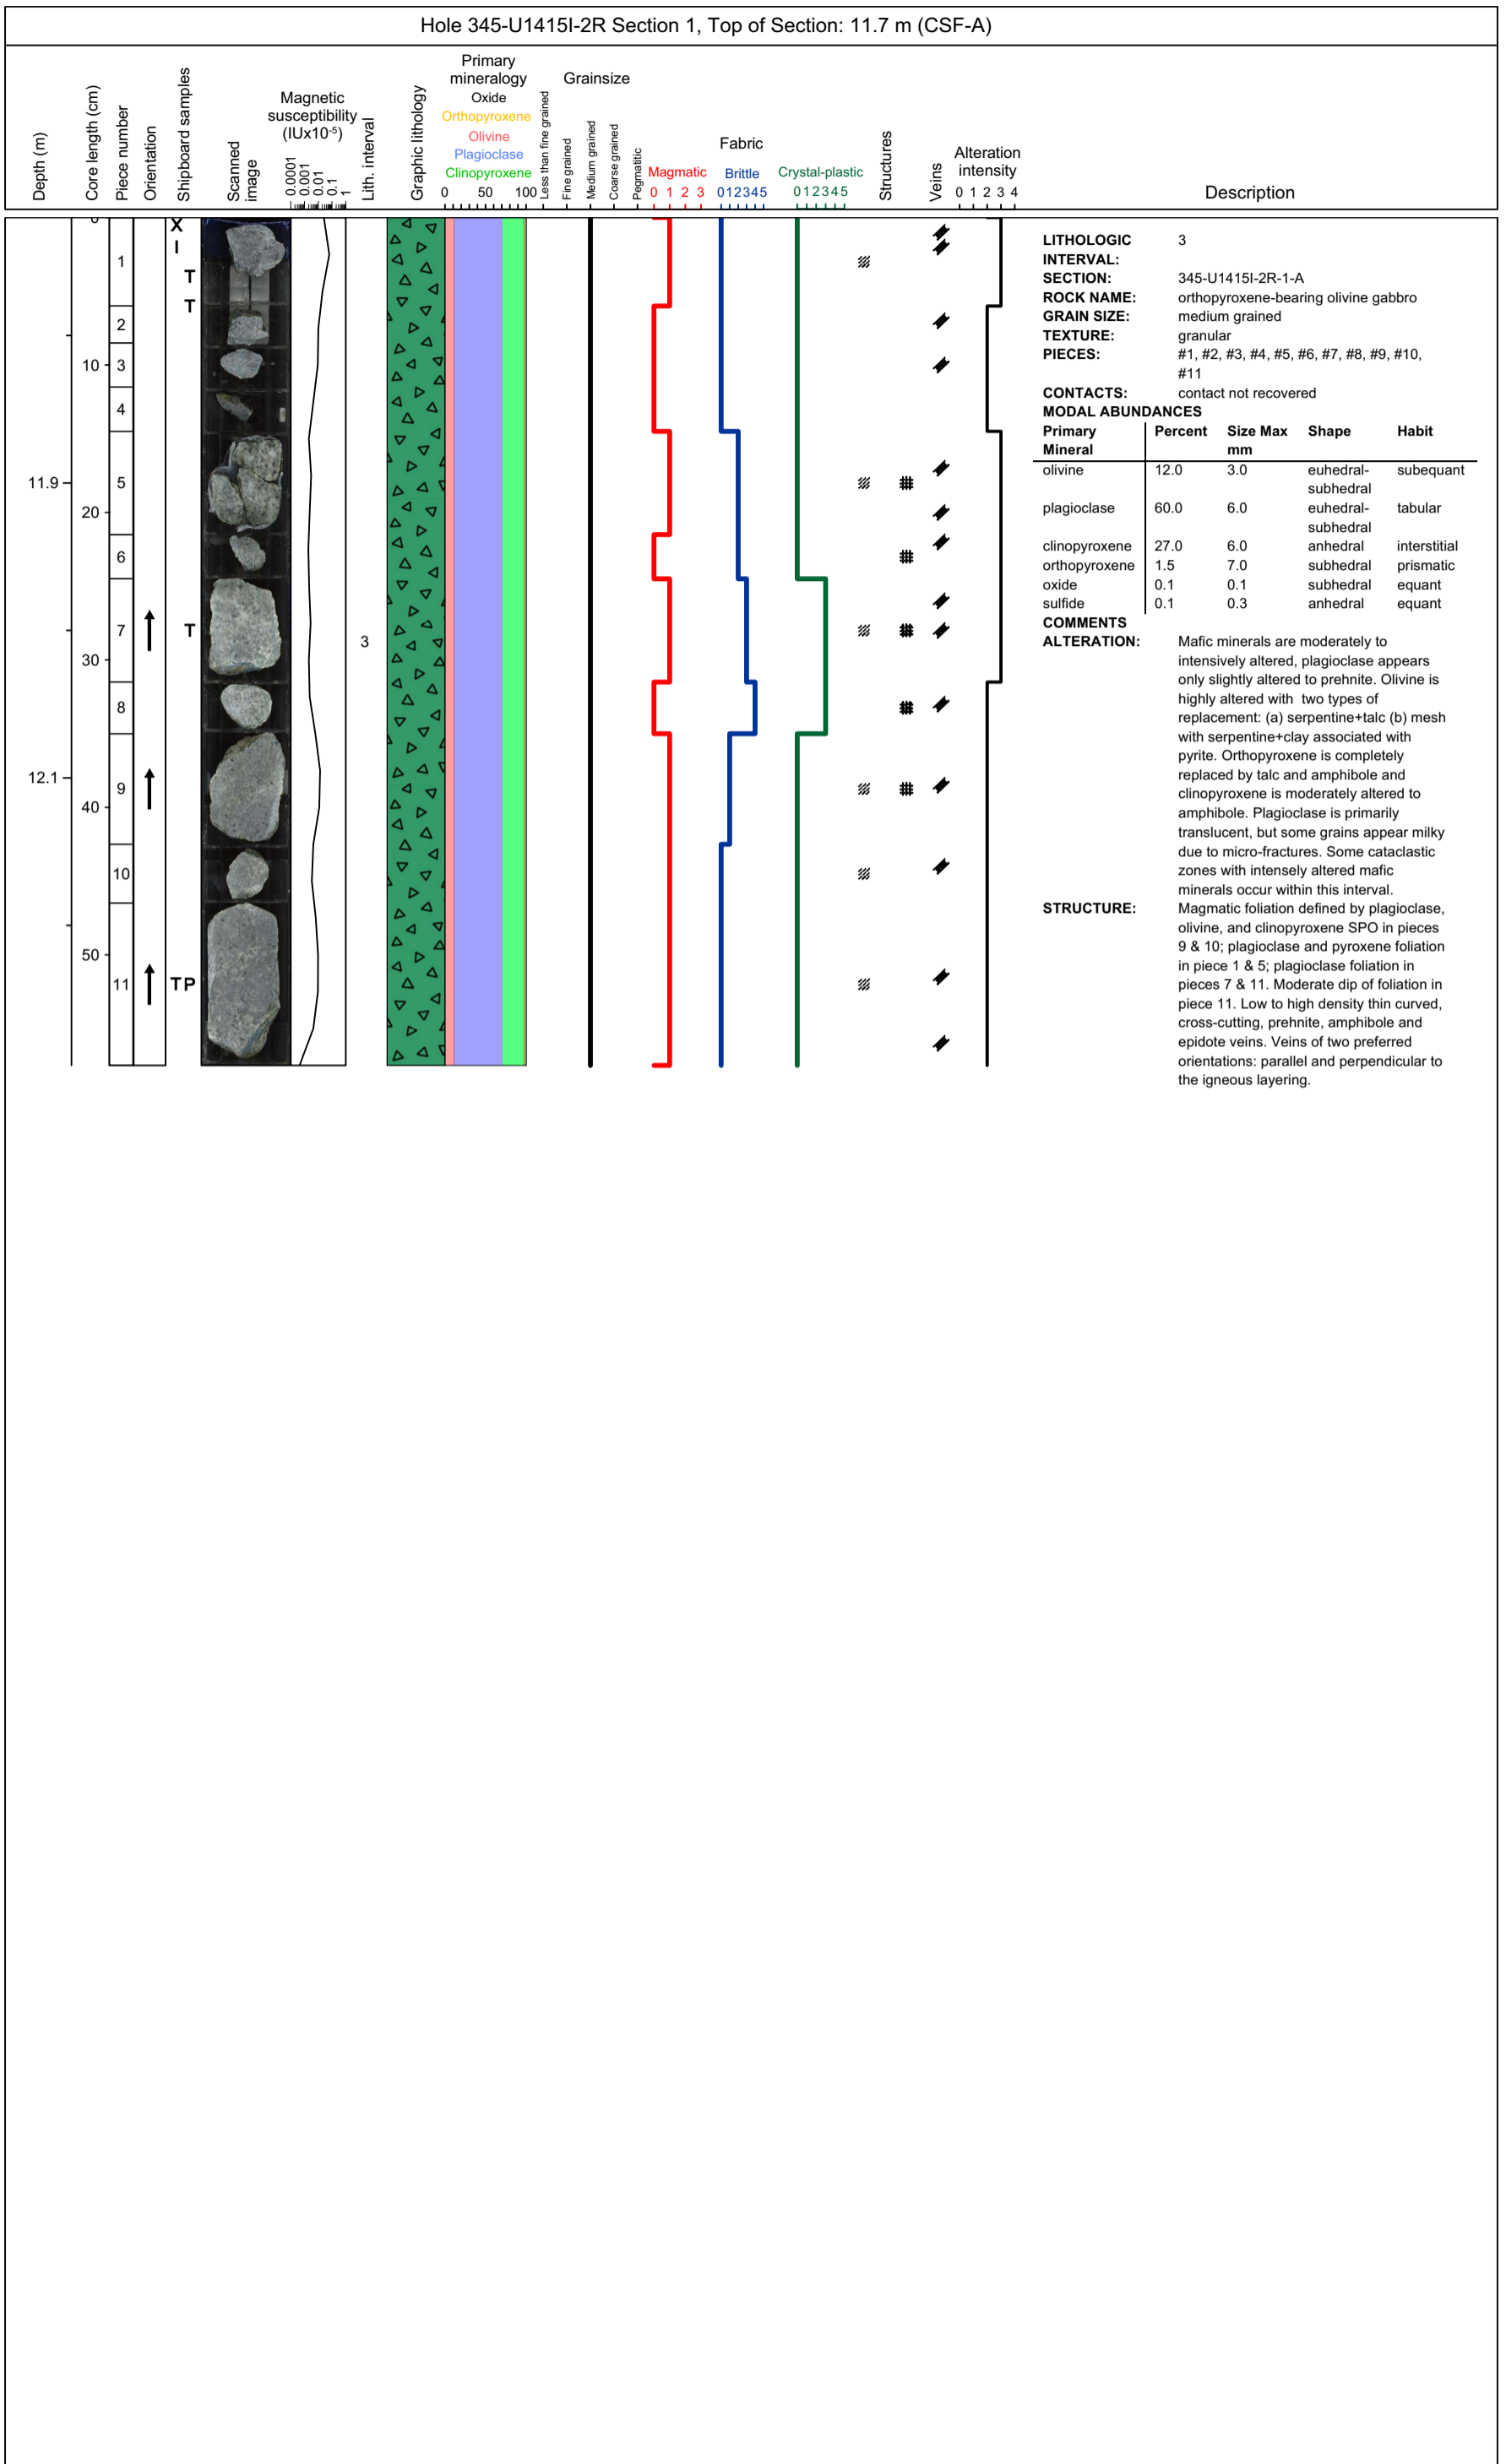 Hole 345-U1415I-2R Section 1, Top of Section: 11.7 m (CSF-A)
Depth (m)
Core length (cm)
Piece number
Orientation
Shipboard samples
Scanned
image
Magnetic
susceptibility
(IUx10-5)
0.0001
0.001
0.01
0.1
1
Lith. interval
Graphic lithology
Primary
mineralogy
Oxide
Orthopyroxene
Olivine
Plagioclase
Clinopyroxene
0 50 100
Grainsize
Less than fine grained
Fine grained
Medium grained
Coarse grained
Pegmatitic
Fabric
Magmatic
0 1 2 3
Brittle
0 1 2 3 4 5
Crystal-plastic
0 1 2 3 4 5
Structures
Veins
Alteration
intensity
0 1 2 3 4
Description
0
10
20
30
40
50
11.9
12.1
1
2
3
4
5
6
7
8
9
10
11
X
I
T
T
T
TP
3
LITHOLOGIC 3
INTERVAL:
SECTION: 345-U1415I-2R-1-A
ROCK NAME: orthopyroxene-bearing olivine gabbro
GRAIN SIZE: medium grained
TEXTURE: granular
PIECES: #1, #2, #3, #4, #5, #6, #7, #8, #9, #10,
#11
CONTACTS: contact not recovered
MODAL ABUNDANCES
Primary Percent Size Max Shape Habit
Mineral mm
olivine 12.0 3.0 euhedral- subequant
subhedral
plagioclase 60.0 6.0 euhedral- tabular
subhedral
clinopyroxene 27.0 6.0 anhedral interstitial
orthopyroxene 1.5 7.0 subhedral prismatic
oxide 0.1 0.1 subhedral equant
sulfide 0.1 0.3 anhedral equant
COMMENTS
ALTERATION: Mafic minerals are moderately to
intensively altered, plagioclase appears
only slightly altered to prehnite. Olivine is
highly altered with two types of
replacement: (a) serpentine+talc (b) mesh
with serpentine+clay associated with
pyrite. Orthopyroxene is completely
replaced by talc and amphibole and
clinopyroxene is moderately altered to
amphibole. Plagioclase is primarily
translucent, but some grains appear milky
due to micro-fractures. Some cataclastic
zones with intensely altered mafic
minerals occur within this interval.
STRUCTURE: Magmatic foliation defined by plagioclase,
olivine, and clinopyroxene SPO in pieces
9 & 10; plagioclase and pyroxene foliation
in piece 1 & 5; plagioclase foliation in
pieces 7 & 11. Moderate dip of foliation in
piece 11. Low to high density thin curved,
cross-cutting, prehnite, amphibole and
epidote veins. Veins of two preferred
orientations: parallel and perpendicular to
the igneous layering.